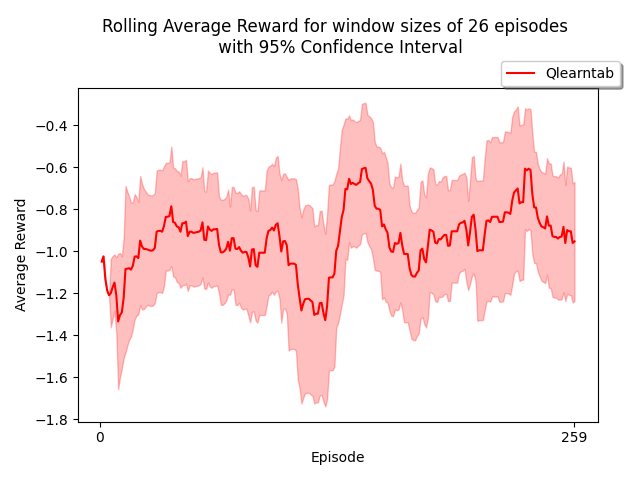 Rolling Average Reward for window sizes of 26 episodes
with 95% Confidence Interval
Qlearntab
−0.4
−0.6
−0.8
−1.0
−1.2
−1.4
−1.6
−1.8
Average Reward
0
259
Episode